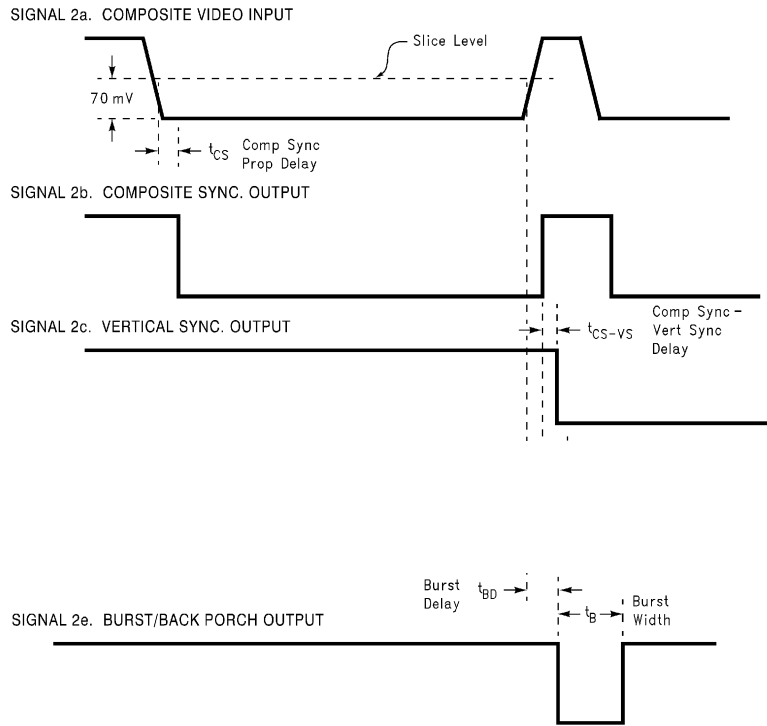 SIGNAL 2a. COMPOSITE VIDEO INPUT
Slice Level
70 mV
tCS Comp Sync
Prop Delay
SIGNAL 2b. COMPOSITE SYNC. OUTPUT
SIGNAL 2c. VERTICAL SYNC. OUTPUT
tCS-VS
Comp Sync –
Vert Sync
Delay
Burst
Delay
tBD
SIGNAL 2e. BURST/BACK PORCH OUTPUT
tB
Burst
Width